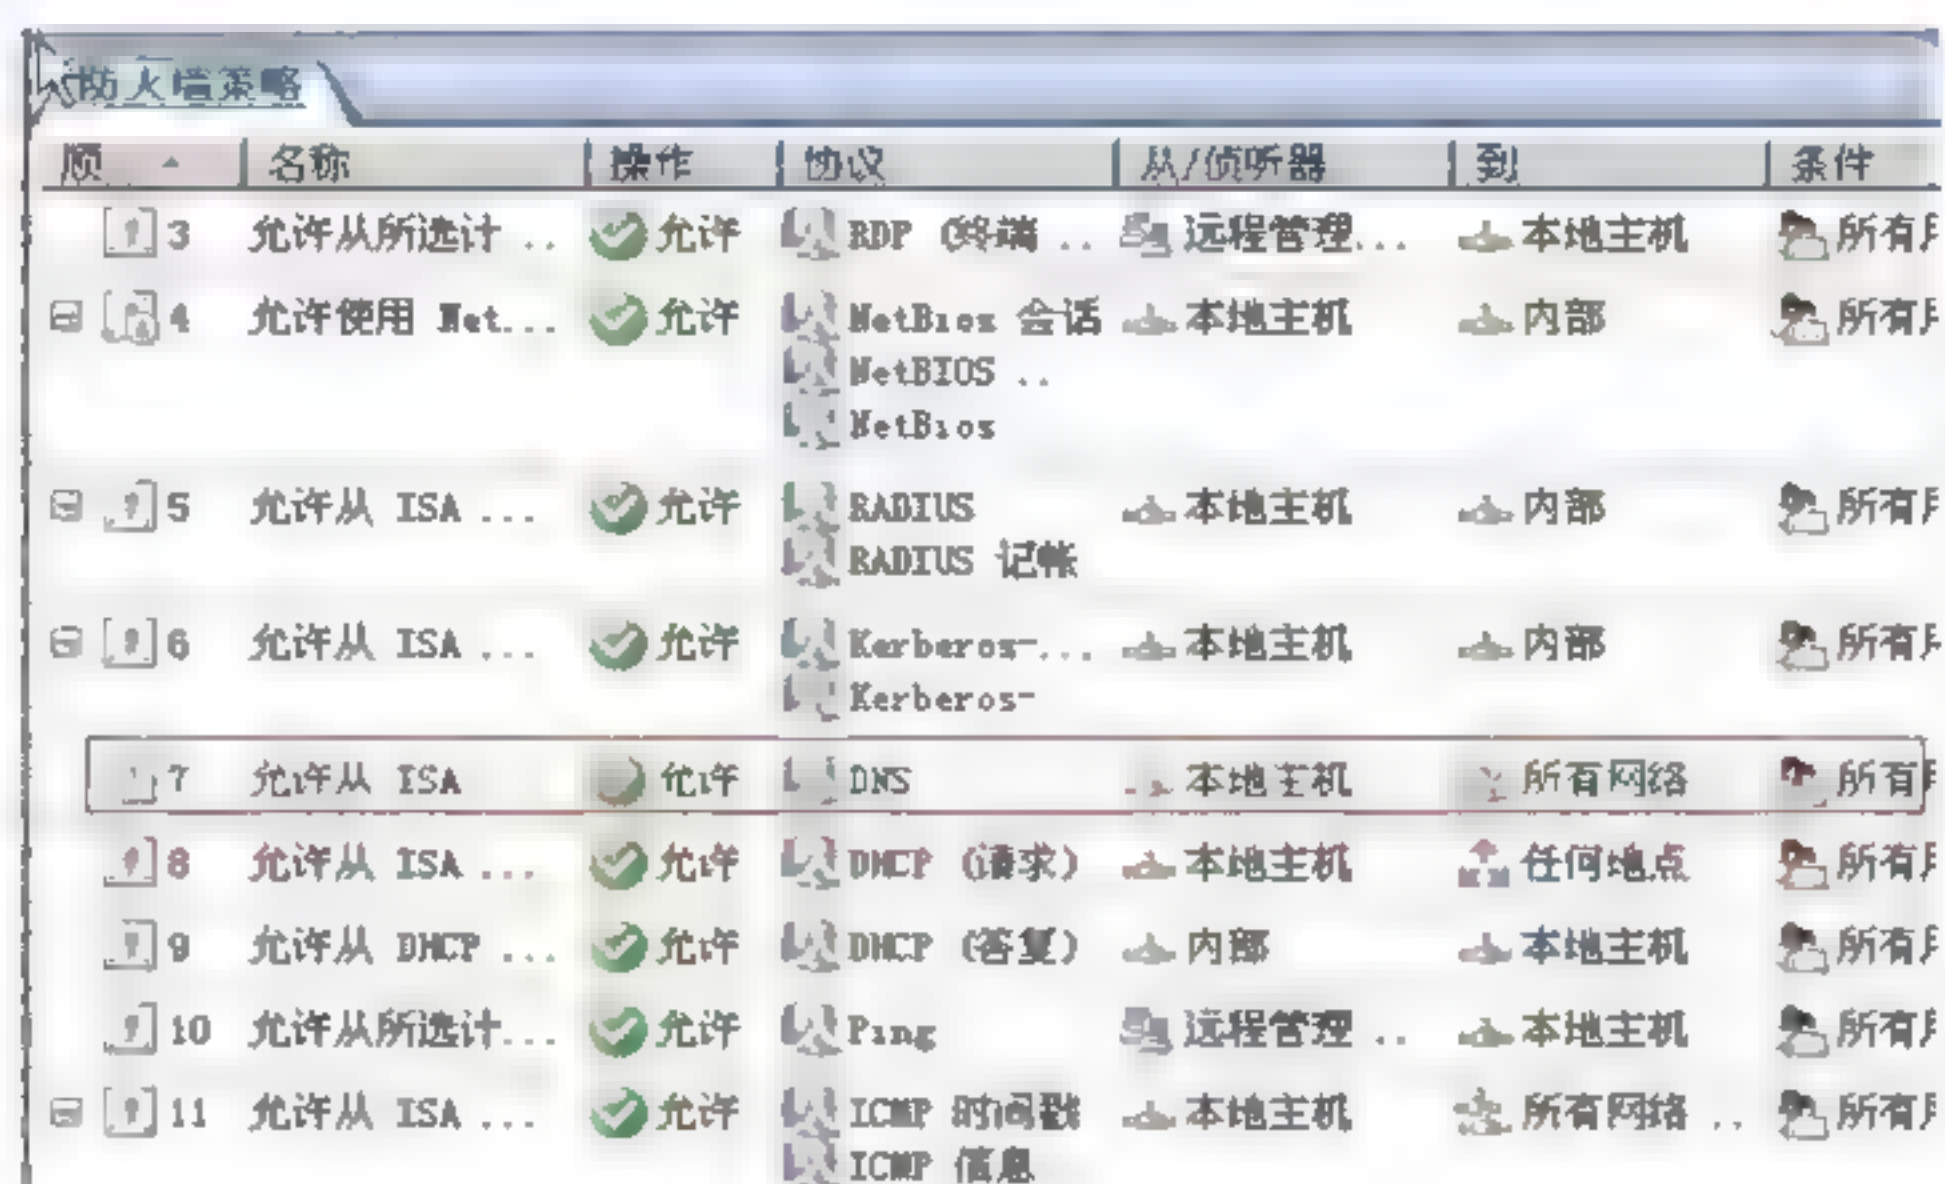 防火墙策略
顺 名称 操作 协议 从/侦听器 到 条件
3 允许从所选计 .. 允许 RDP (终端 .. 远程管理... 本地主机 所有
4 允许使用 Net... 允许 NetBios 会话 本地主机 内部 所有
NetBIOS ..
NetBios
5 允许从 ISA ... 允许 RADIUS 本地主机 内部 所有
RADIUS 记帐
6 允许从 ISA ... 允许 Kerberos-... 本地主机 内部 所有
Kerberos-
7 允许从 ISA 允许 DNS 本地主机 所有网络 所有
8 允许从 ISA ... 允许 DHCP (请求) 本地主机 任何地点 所有
9 允许从 DHCP ... 允许 DHCP (答复) 内部 本地主机 所有
10 允许从所选计... 允许 Ping 远程管理 .. 本地主机 所有
11 允许从 ISA ... 允许 ICMP 时间戳 本地主机 所有网络 .. 所有
ICMP 信息